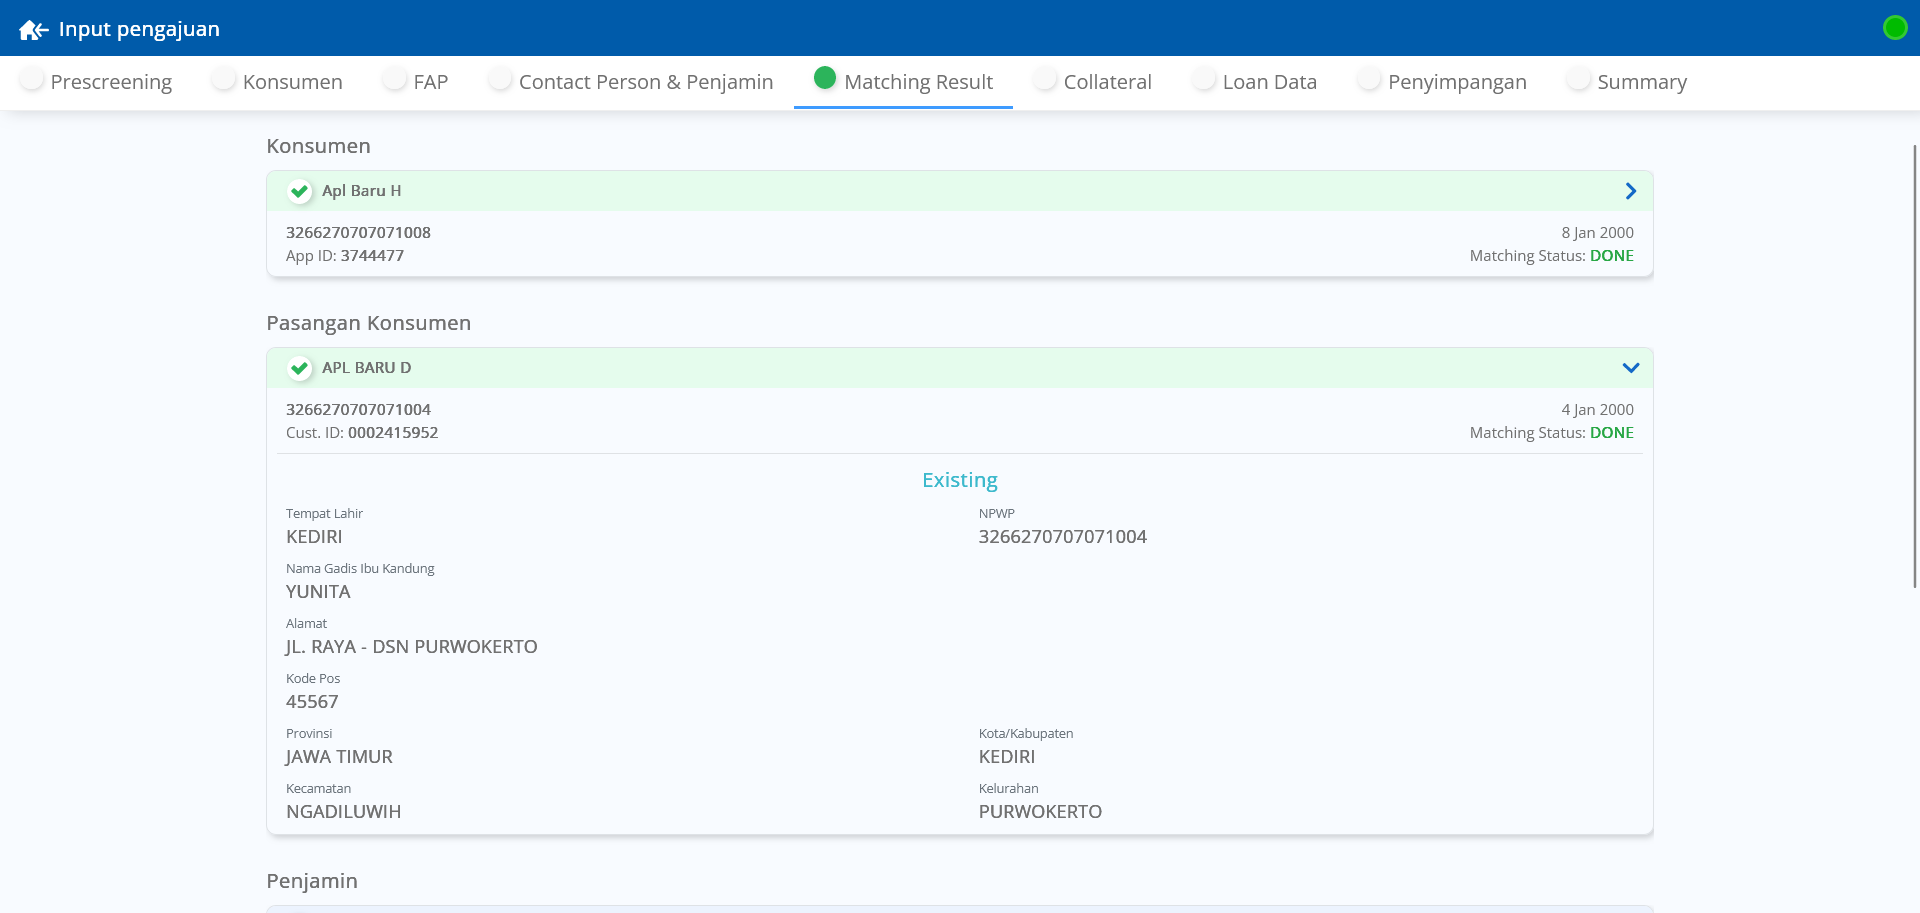 Input pengajuan
Prescreening
Konsumen
FAP
Contact Person & Penjamin
Matching Result
Collateral
Loan Data
Penyimpangan
Summary
Konsumen
Apl Baru H
3266270707071008
8 Jan 2000
App ID: 3744477
Matching Status: DONE
Pasangan Konsumen
APL BARU D
3266270707071004
4 Jan 2000
Cust. ID: 0002415952
Matching Status: DONE
Existing
Tempat Lahir
KEDIRI
NPWP
3266270707071004
Nama Gadis Ibu Kandung
YUNITA
Alamat
JL. RAYA - DSN PURWOKERTO
Kode Pos
45567
Provinsi
JAWA TIMUR
Kota/Kabupaten
KEDIRI
Kecamatan
NGADILUWIH
Kelurahan
PURWOKERTO
Penjamin